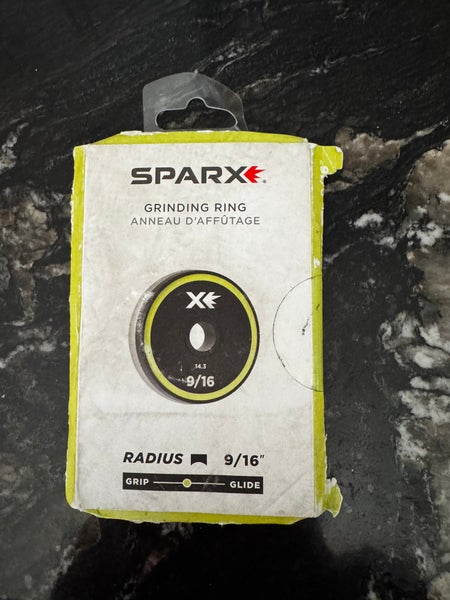 SPARX
GRINDING RING
ANNEAU D'AFFÛTAGE
X
14.3
9/16
RADIUS 9/16"
GRIP GLIDE